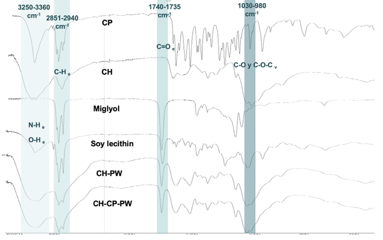 3250-3360
cm⁻¹
2851-2940
cm⁻¹
1740-1735
cm⁻¹
1030-980
cm⁻¹
CP
C=O
C-H
CH
C-O y C-O-C
Miglyol
N-H
O-H
Soy lecithin
CH-PW
CH-CP-PW